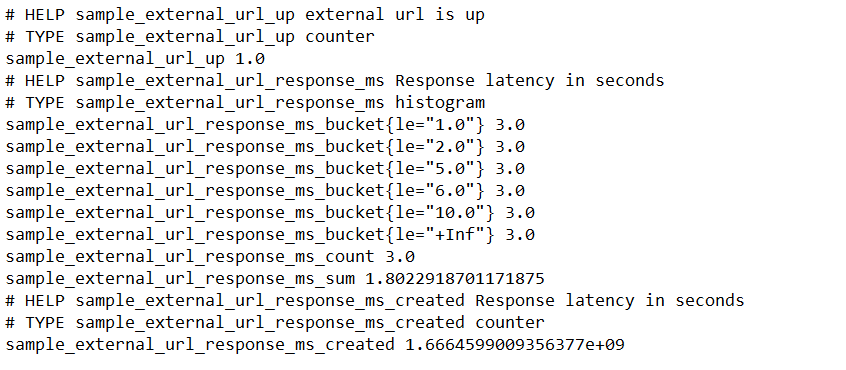 # HELP sample_external_url_up external url is up
# TYPE sample_external_url_up counter
sample_external_url_up 1.0
# HELP sample_external_url_response_ms Response latency in seconds
# TYPE sample_external_url_response_ms histogram
sample_external_url_response_ms_bucket{le="1.0"} 3.0
sample_external_url_response_ms_bucket{le="2.0"} 3.0
sample_external_url_response_ms_bucket{le="5.0"} 3.0
sample_external_url_response_ms_bucket{le="6.0"} 3.0
sample_external_url_response_ms_bucket{le="10.0"} 3.0
sample_external_url_response_ms_bucket{le="+Inf"} 3.0
sample_external_url_response_ms_count 3.0
sample_external_url_response_ms_sum 1.8022918701171875
# HELP sample_external_url_response_ms_created Response latency in seconds
# TYPE sample_external_url_response_ms_created counter
sample_external_url_response_ms_created 1.6664599009356377e+09